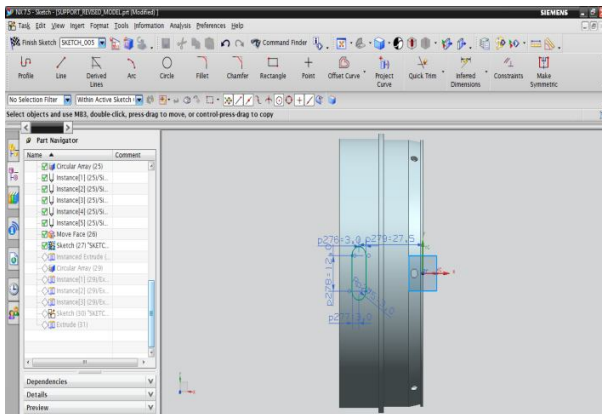 NX 7.5 - Sketch - [SUPPORT_REVISED_MODEL.prt (Modified)]
SIEMENS
Task Edit View Insert Format Tools Information Analysis Preferences Help
Finish Sketch SKETCH_005 Command Finder
Profile Line Derived Lines Arc Circle Fillet Chamfer Rectangle Point Offset Curve Project Curve Quick Trim Inferred Dimensions Constraints Make Symmetric
No Selection Filter Within Active Sketch
Select objects and use MB3, double-click, press-drag to move, or control-press-drag to copy
Part Navigator
Name Comment
Circular Array (25)
Instance[1] (25)/Si...
Instance[2] (25)/Si...
Instance[3] (25)/Si...
Instance[4] (25)/Si...
Instance[5] (25)/Si...
Move Face (26)
Sketch (27) "SKETC...
Instanced Extrude (...
Circular Array (29)
Instance[1] (29)/Ex...
Instance[2] (29)/Ex...
Instance[3] (29)/Ex...
Sketch (30) "SKETC...
Extrude (31)
Dependencies
Details
Preview
p276=3.0 p279=27.5
p278=12.0
p277=3.0